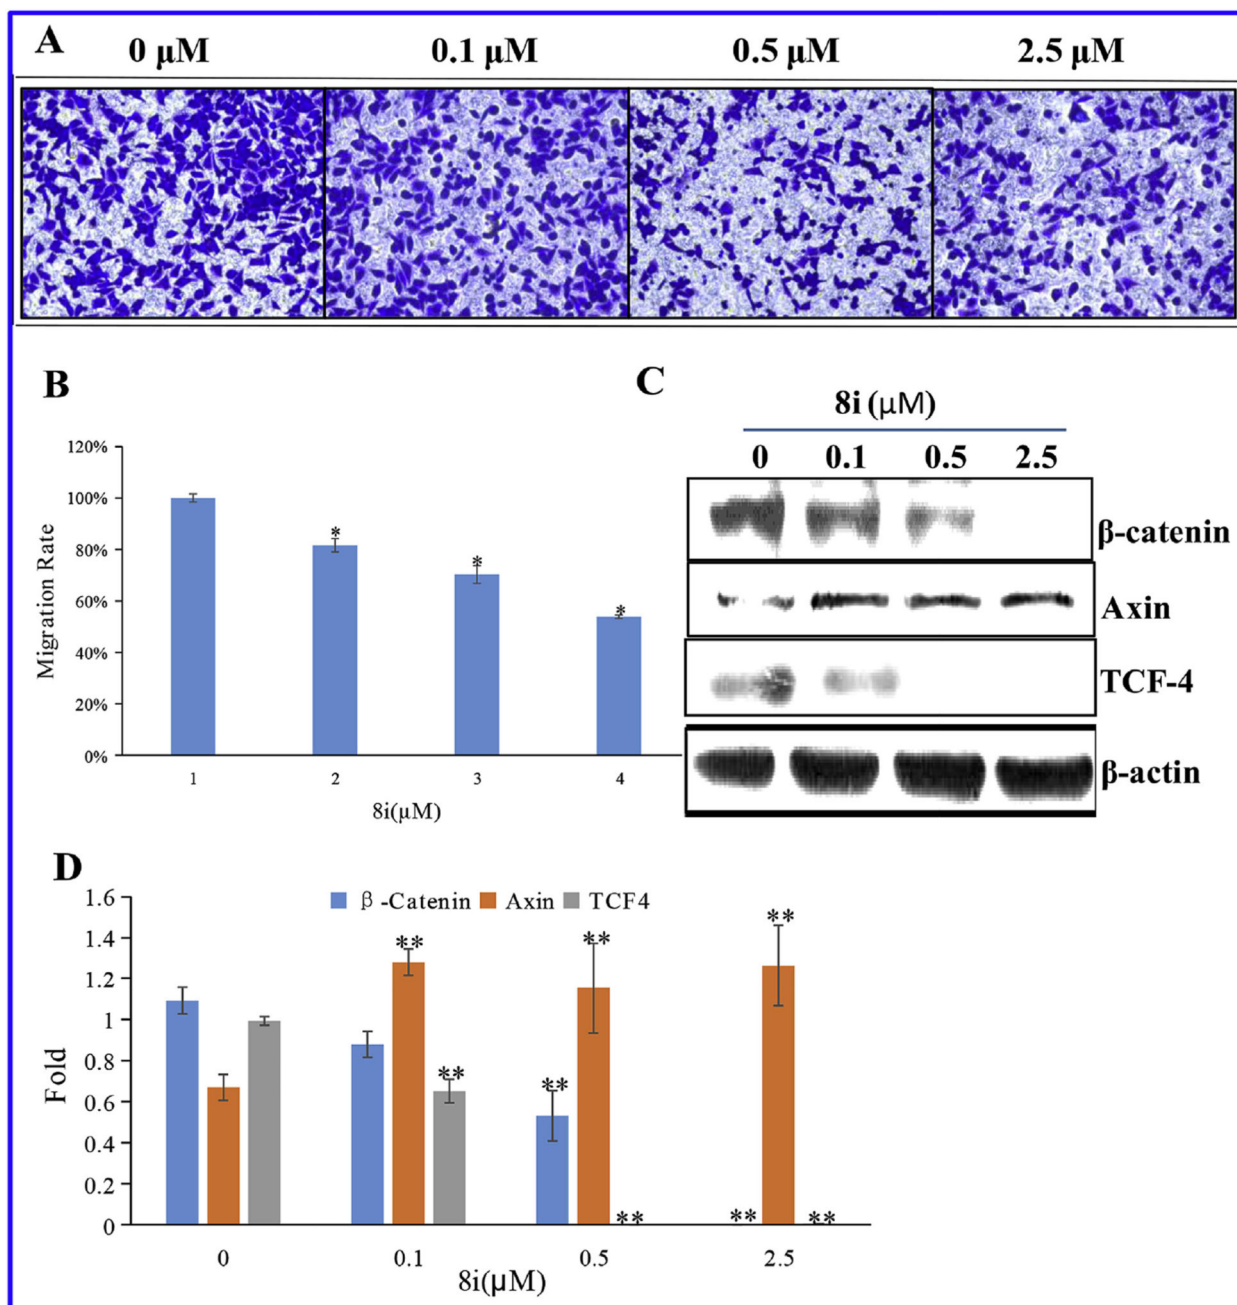 A
0 μM 0.1 μM 0.5 μM 2.5 μM
B
120%
100%
80%
60%
40%
20%
0%
Migration Rate
* * *
1 2 3 4
8i(μM)
C
8i (μM)
0 0.1 0.5 2.5
β-catenin
Axin
TCF-4
β-actin
D
β-Catenin Axin TCF4
1.6
1.4
1.2
1
0.8
0.6
0.4
0.2
0
Fold
** ** ** ** ** ** ** **
0 0.1 0.5 2.5
8i(μM)